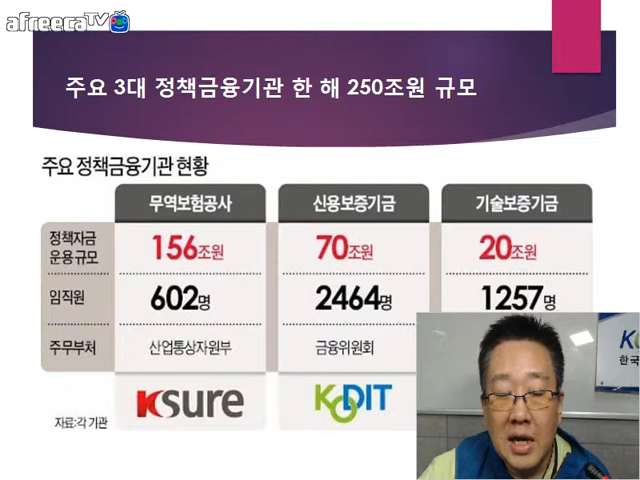 afreecaTV
주요 3대 정책금융기관 한 해 250조원 규모
주요 정책금융기관 현황
무역보험공사 신용보증기금 기술보증기금
정책자금 운용 규모 156조원 70조원 20조원
임직원 602명 2464명 1257명
주무부처 산업통상자원부 금융위원회
자료:각 기관 Ksure KODIT
한국